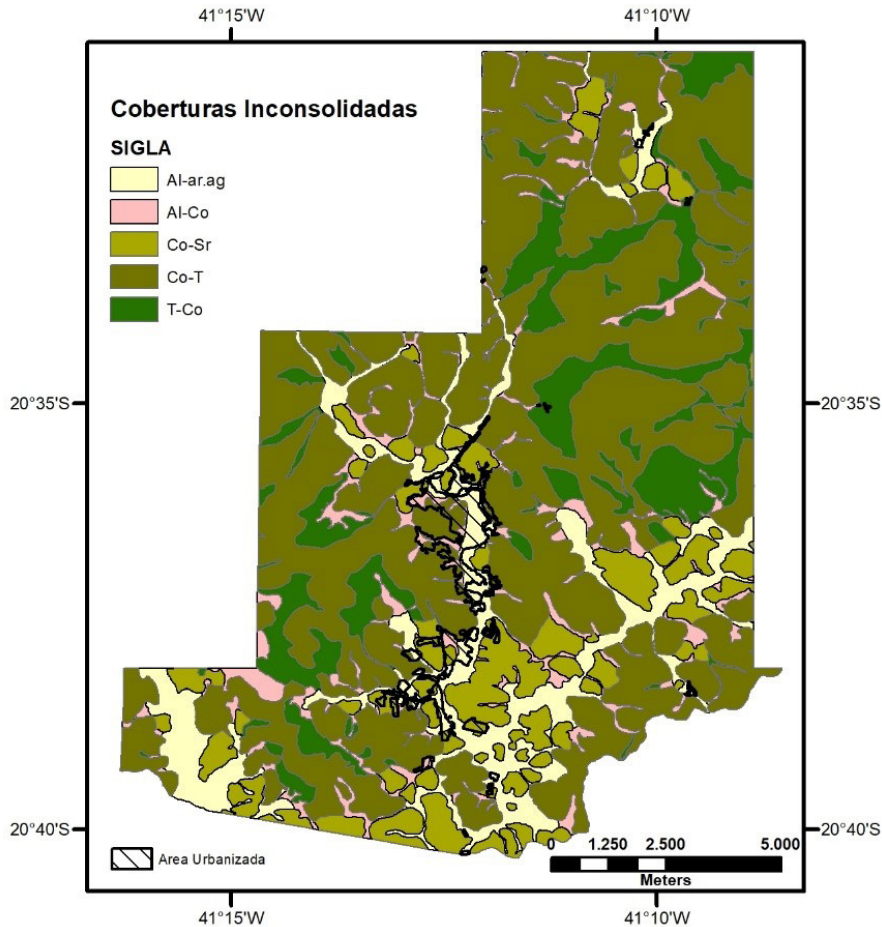 41°15'W 41°10'W
Coberturas Inconsolidadas
SIGLA
Al-ar.ag
Al-Co
Co-Sr
Co-T
T-Co
20°35'S 20°35'S
20°40'S 20°40'S
Area Urbanizada
0 1.250 2.500 5.000
Meters
41°15'W 41°10'W